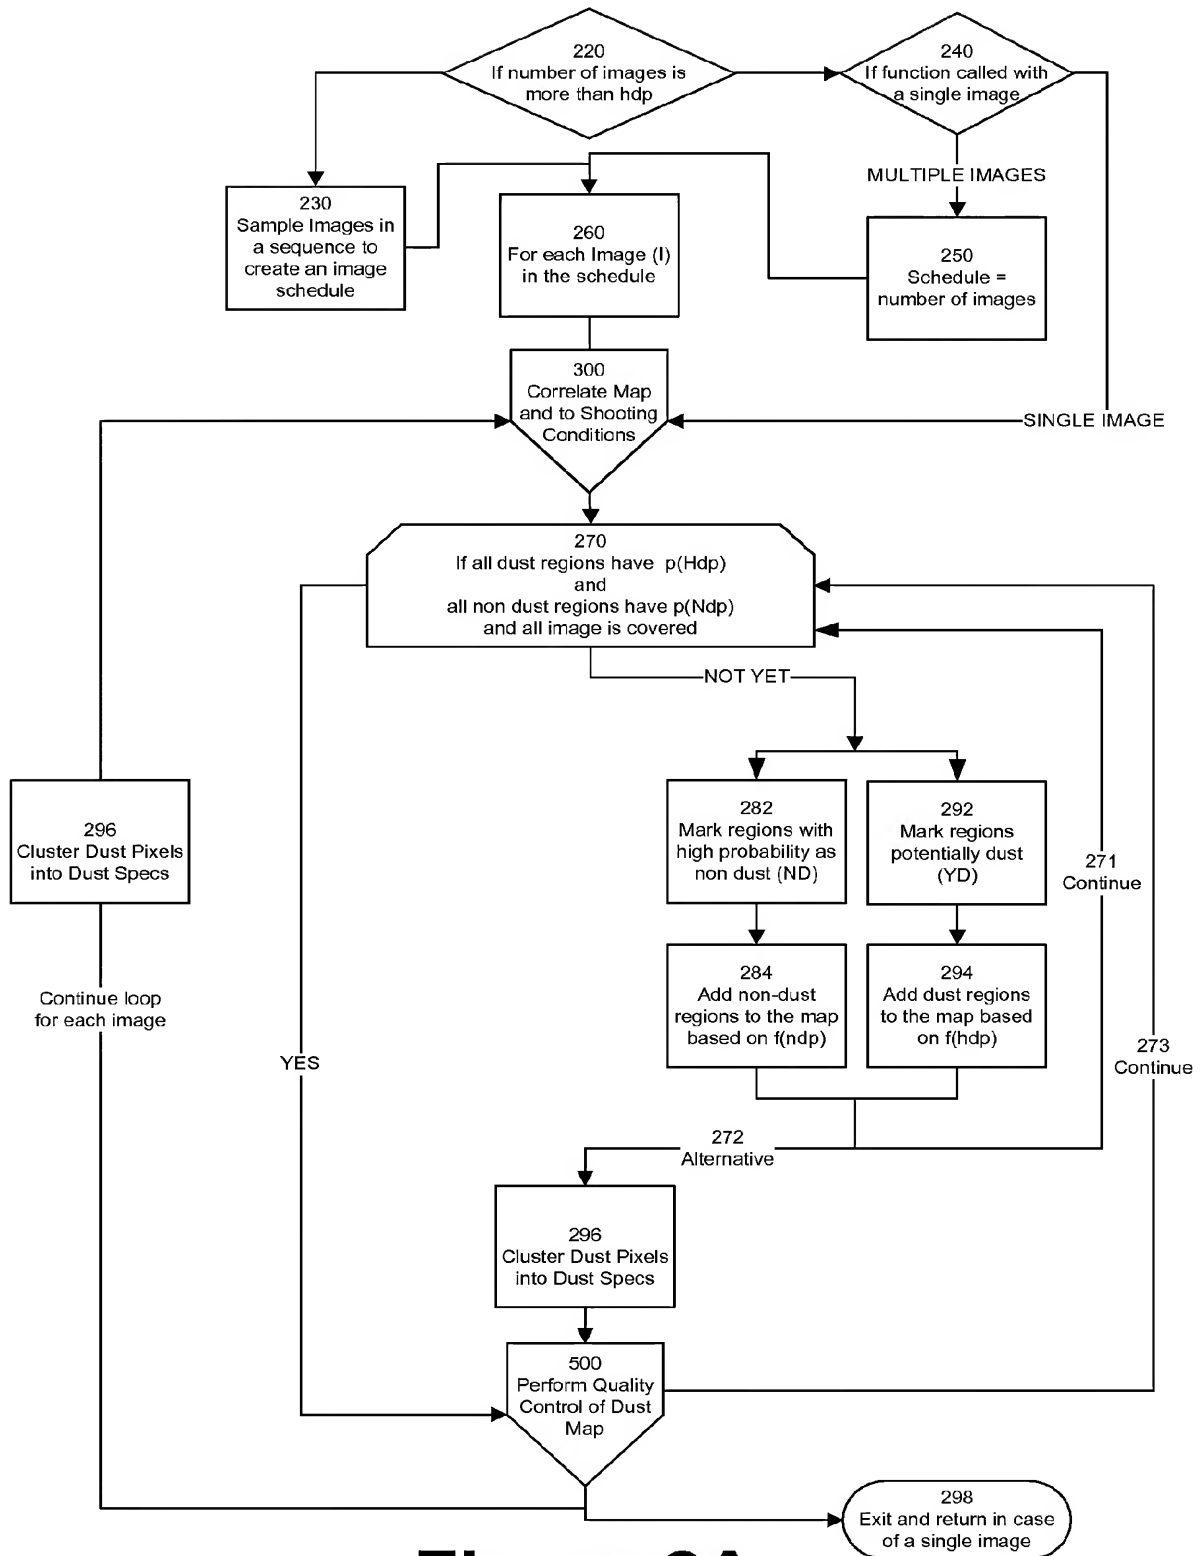 220
If number of images is
more than hdp
240
If function called with
a single image
MULTIPLE IMAGES
230
Sample Images in
a sequence to
create an image
schedule
260
For each Image (I)
in the schedule
250
Schedule =
number of images
300
Correlate Map
and to Shooting
Conditions
SINGLE IMAGE
270
If all dust regions have p(Hdp)
and
all non dust regions have p(Ndp)
and all image is covered
NOT YET
296
Cluster Dust Pixels
into Dust Specs
282
Mark regions with
high probability as
non dust (ND)
292
Mark regions
potentially dust
(YD)
271
Continue
284
Add non-dust
regions to the map
based on f(ndp)
294
Add dust regions
to the map based
on f(hdp)
Continue loop
for each image
YES
273
Continue
272
Alternative
296
Cluster Dust Pixels
into Dust Specs
500
Perform Quality
Control of Dust
Map
298
Exit and return in case
of a single image